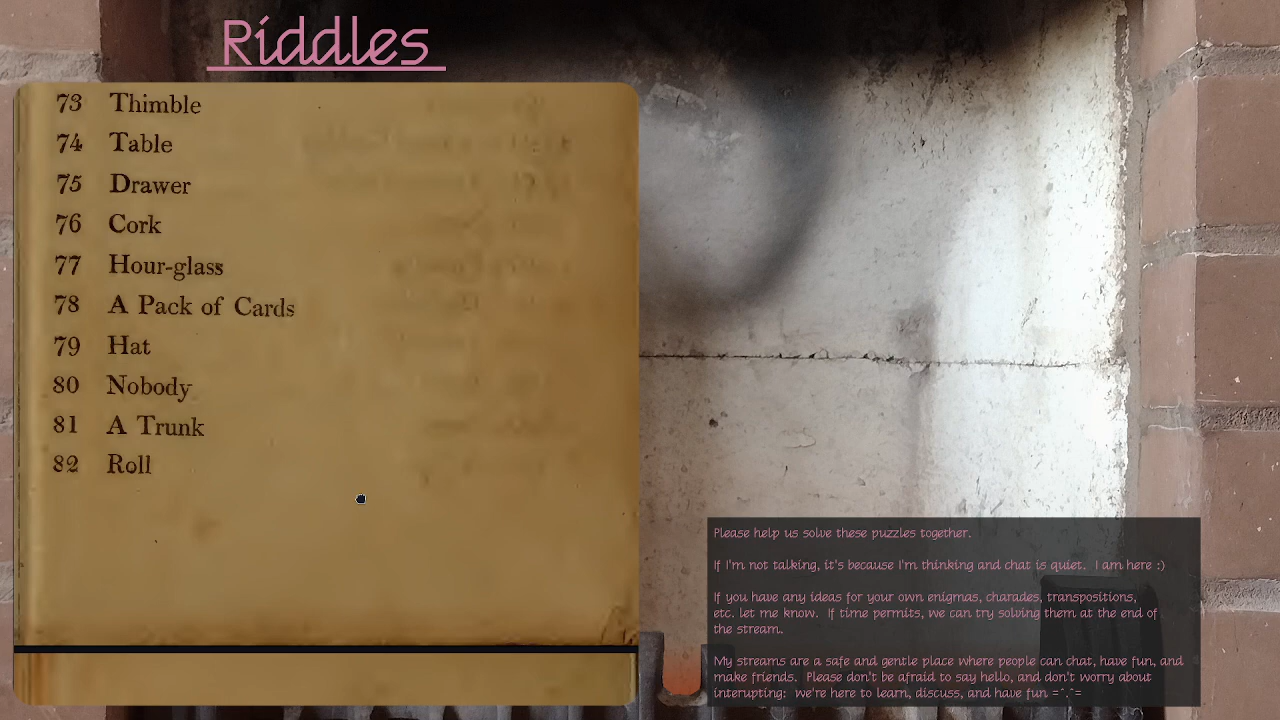 Riddles
73 Thimble
74 Table
75 Drawer
76 Cork
77 Hour-glass
78 A Pack of Cards
79 Hat
80 Nobody
81 A Trunk
82 Roll
Please help us solve these puzzles together.
If I'm not talking, it's because I'm thinking and chat is quiet. I am here :)
If you have any ideas for your own enigmas, charades, transpositions,
etc. let me know. If time permits, we can try solving them at the end of
the stream.
My streams are a safe and gentle place where people can chat, have fun, and
make friends. Please don't be afraid to say hello, and don't worry about
interupting: we're here to learn, discuss, and have fun =^.^=